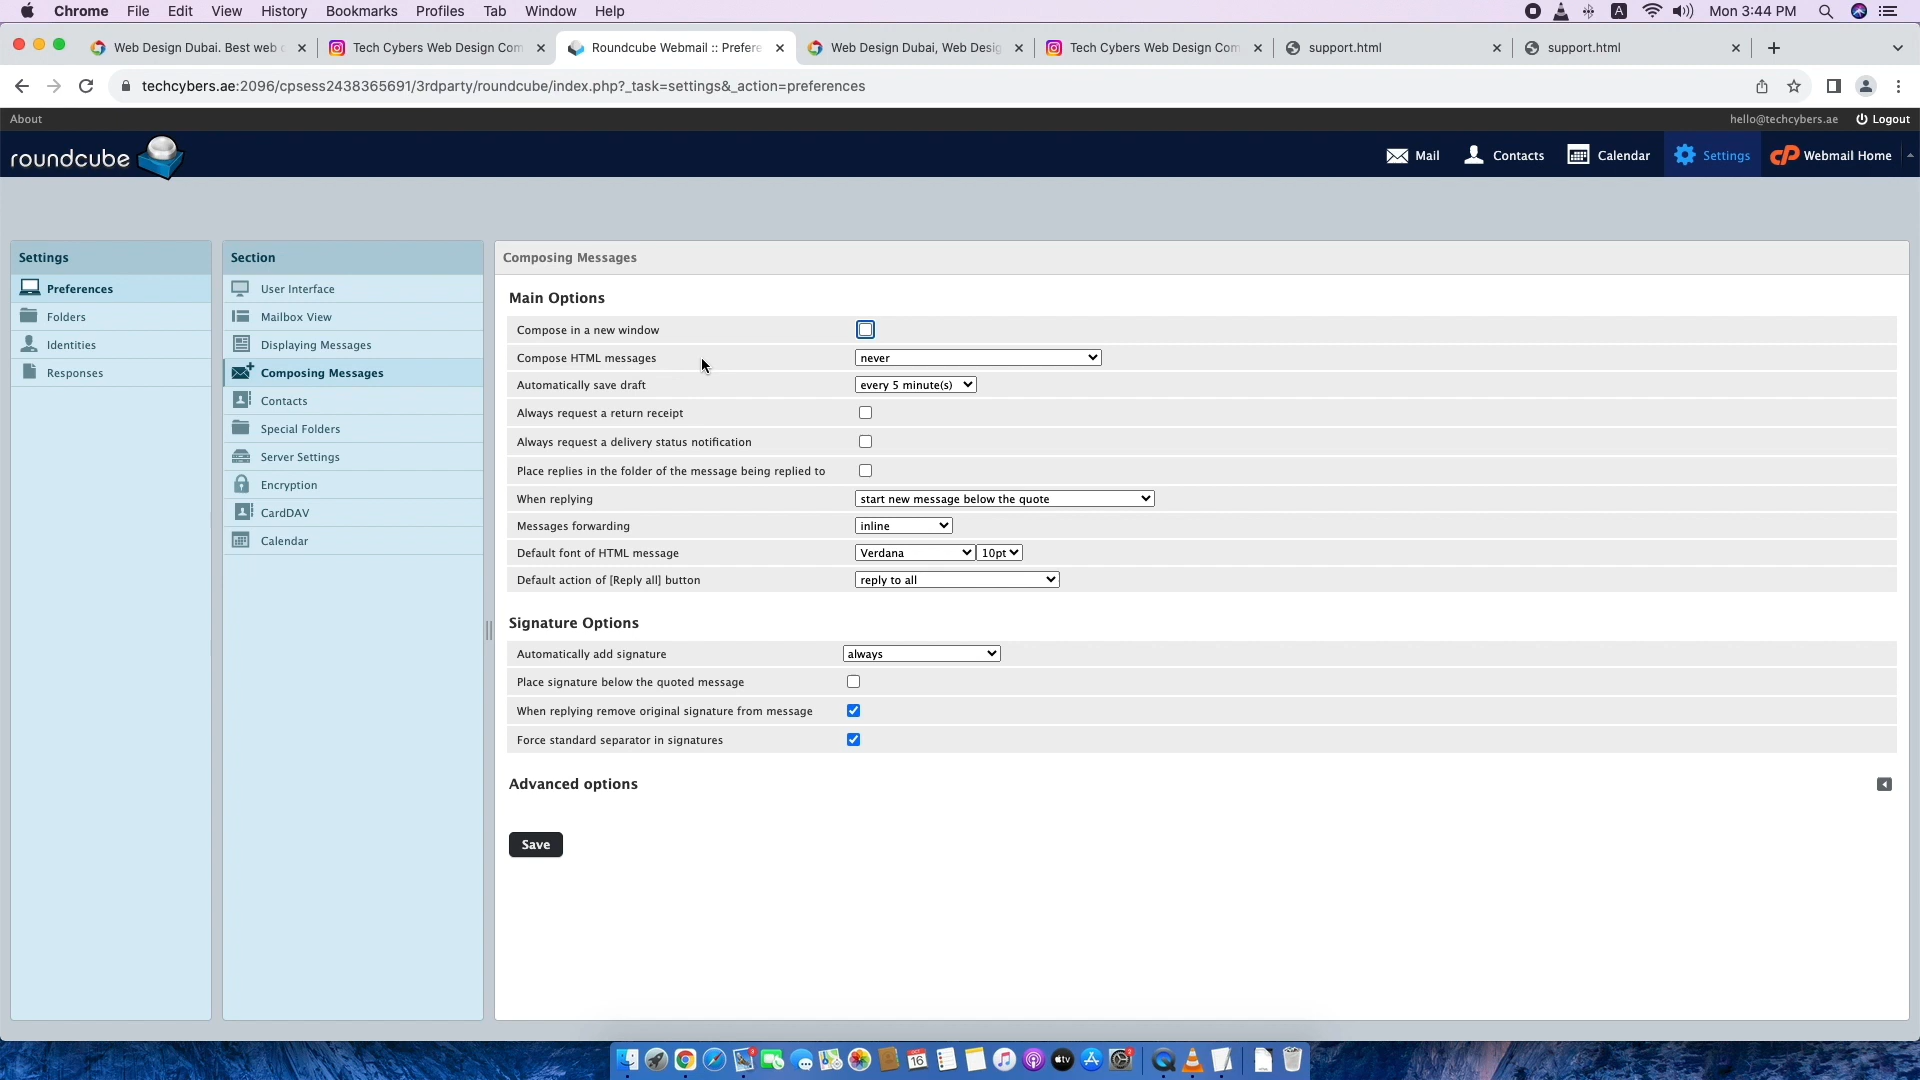 Chrome File Edit View History Bookmarks Profiles Tab Window Help A Mon 3:44 PM
Web Design Dubai. Best web
Tech Cybers Web Design Com
Roundcube Webmail :: Prefere
Web Design Dubai, Web Desig
Tech Cybers Web Design Com
support.html
support.html
techcybers.ae:2096/cpsess2438365691/3rdparty/roundcube/index.php?_task=settings&_action=preferences
About hello@techcybers.ae Logout
roundcube Mail Contacts Calendar Settings cP Webmail Home
Settings
Preferences
Folders
Identities
Responses
Section
User Interface
Mailbox View
Displaying Messages
Composing Messages
Contacts
Special Folders
Server Settings
Encryption
CardDAV
Calendar
Composing Messages
Main Options
Compose in a new window
Compose HTML messages never
Automatically save draft every 5 minute(s)
Always request a return receipt
Always request a delivery status notification
Place replies in the folder of the message being replied to
When replying start new message below the quote
Messages forwarding inline
Default font of HTML message Verdana 10pt
Default action of [Reply all] button reply to all
Signature Options
Automatically add signature always
Place signature below the quoted message
When replying remove original signature from message
Force standard separator in signatures
Advanced options
Save
16
tv